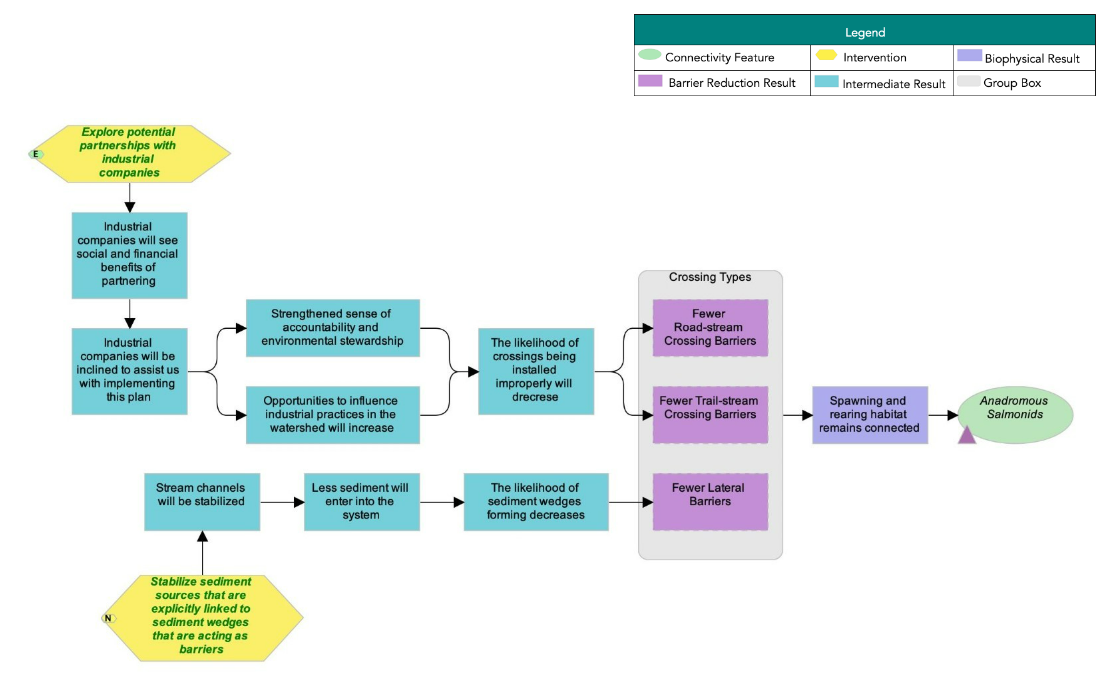 Legend
Connectivity Feature
Intervention
Biophysical Result
Barrier Reduction Result
Intermediate Result
Group Box
Explore potential
partnerships with
industrial
companies
E
Industrial
companies will see
social and financial
benefits of
partnering
Industrial
companies will be
inclined to assist us
with implementing
this plan
Strengthened sense of
accountability and
environmental stewardship
Opportunities to influence
industrial practices in the
watershed will increase
The likelihood of
crossings being
installed
improperly will
drecrese
Crossing Types
Fewer
Road-stream
Crossing Barriers
Fewer Trail-stream
Crossing Barriers
Spawning and
rearing habitat
remains connected
Anadromous
Salmonids
Stream channels
will be stabilized
Less sediment will
enter into the
system
The likelihood of
sediment wedges
forming decreases
Fewer Lateral
Barriers
Stabilize sediment
sources that are
explicitly linked to
sediment wedges
that are acting as
barriers
N